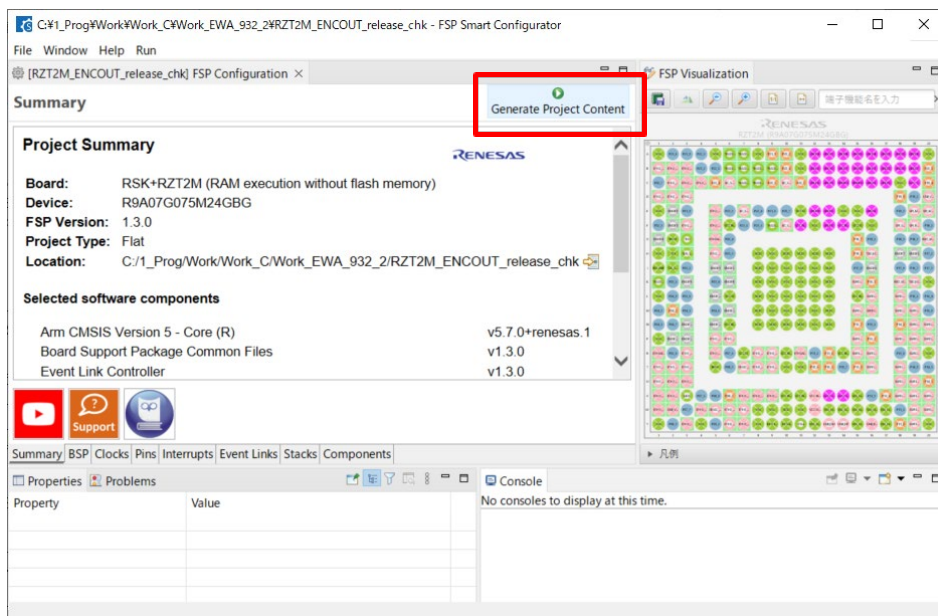 C:¥1_Prog¥Work¥Work_C¥Work_EWA_932_2¥RZT2M_ENCOUT_release_chk - FSP Smart Configurator
File Window Help Run
[RZT2M_ENCOUT_release_chk] FSP Configuration
FSP Visualization
Summary
Generate Project Content
端子機能名を入力
RENESAS
RZT2M (R9A07G075M24GBG)
Project Summary
RENESAS
Board: RSK+RZT2M (RAM execution without flash memory)
Device: R9A07G075M24GBG
FSP Version: 1.3.0
Project Type: Flat
Location: C:/1_Prog/Work/Work_C/Work_EWA_932_2/RZT2M_ENCOUT_release_chk
Selected software components
Arm CMSIS Version 5 - Core (R) v5.7.0+renesas.1
Board Support Package Common Files v1.3.0
Event Link Controller v1.3.0
Support
Summary BSP Clocks Pins Interrupts Event Links Stacks Components
凡例
Properties Problems
Console
Property Value
No consoles to display at this time.